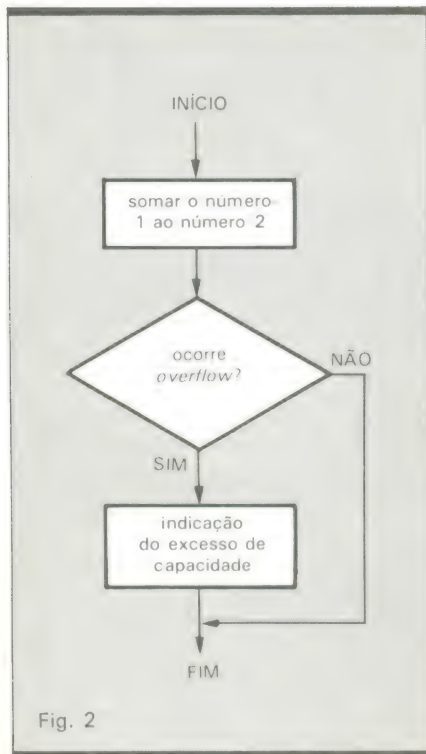 INÍCIO
somar o número
1 ao número 2
ocorre
overflow?
NÃO
SIM
indicação
do excesso de
capacidade
FIM
Fig. 2